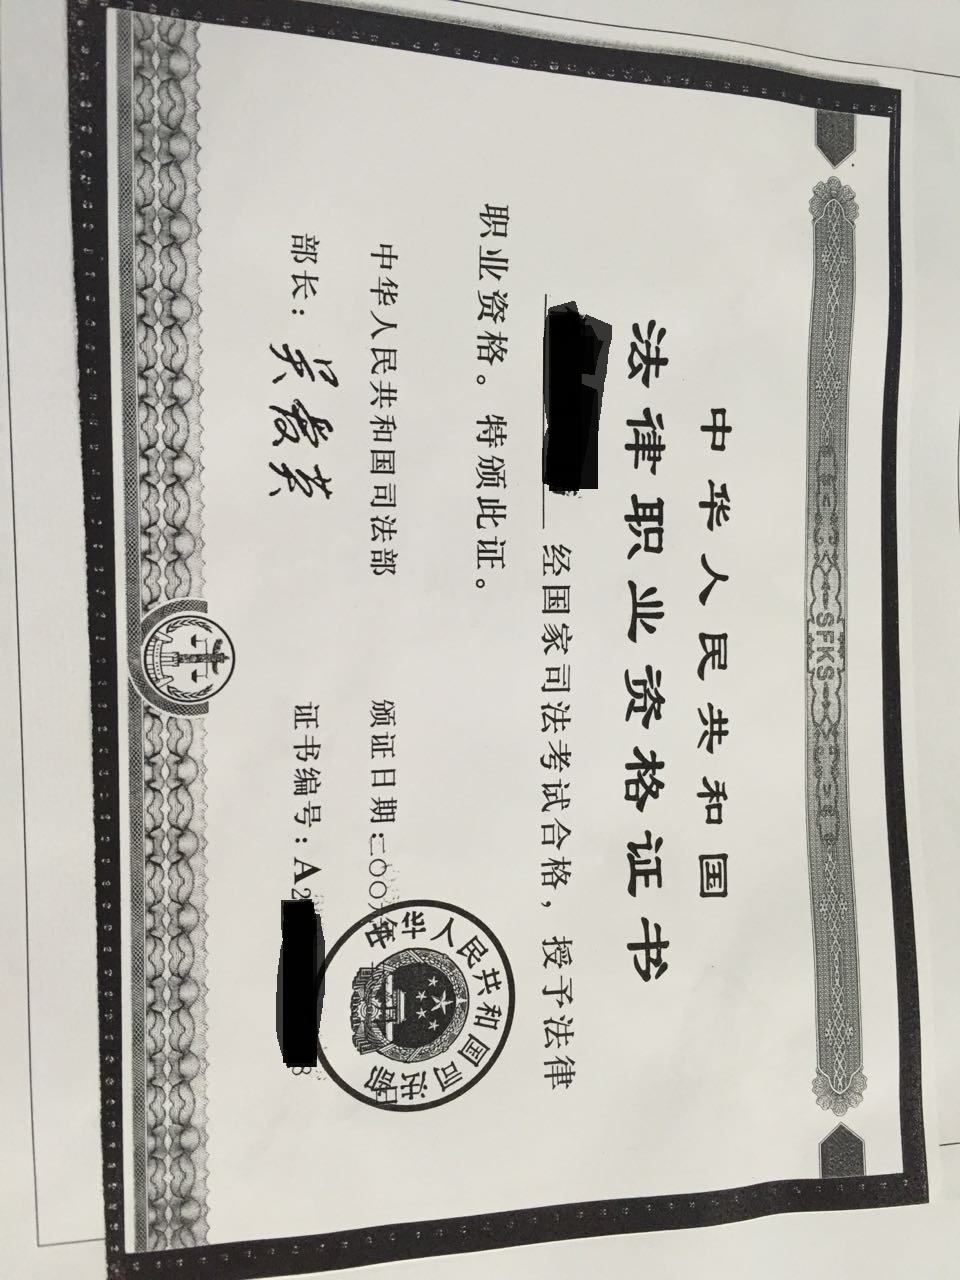 SFKS
中华人民共和国
法律职业资格证书
经国家司法考试合格，授予法律
职业资格。特颁此证。
中华人民共和国司法部
颁证日期:二〇〇
部长：吴爱英
证书编号：A2 8
中华人民共和国司法部